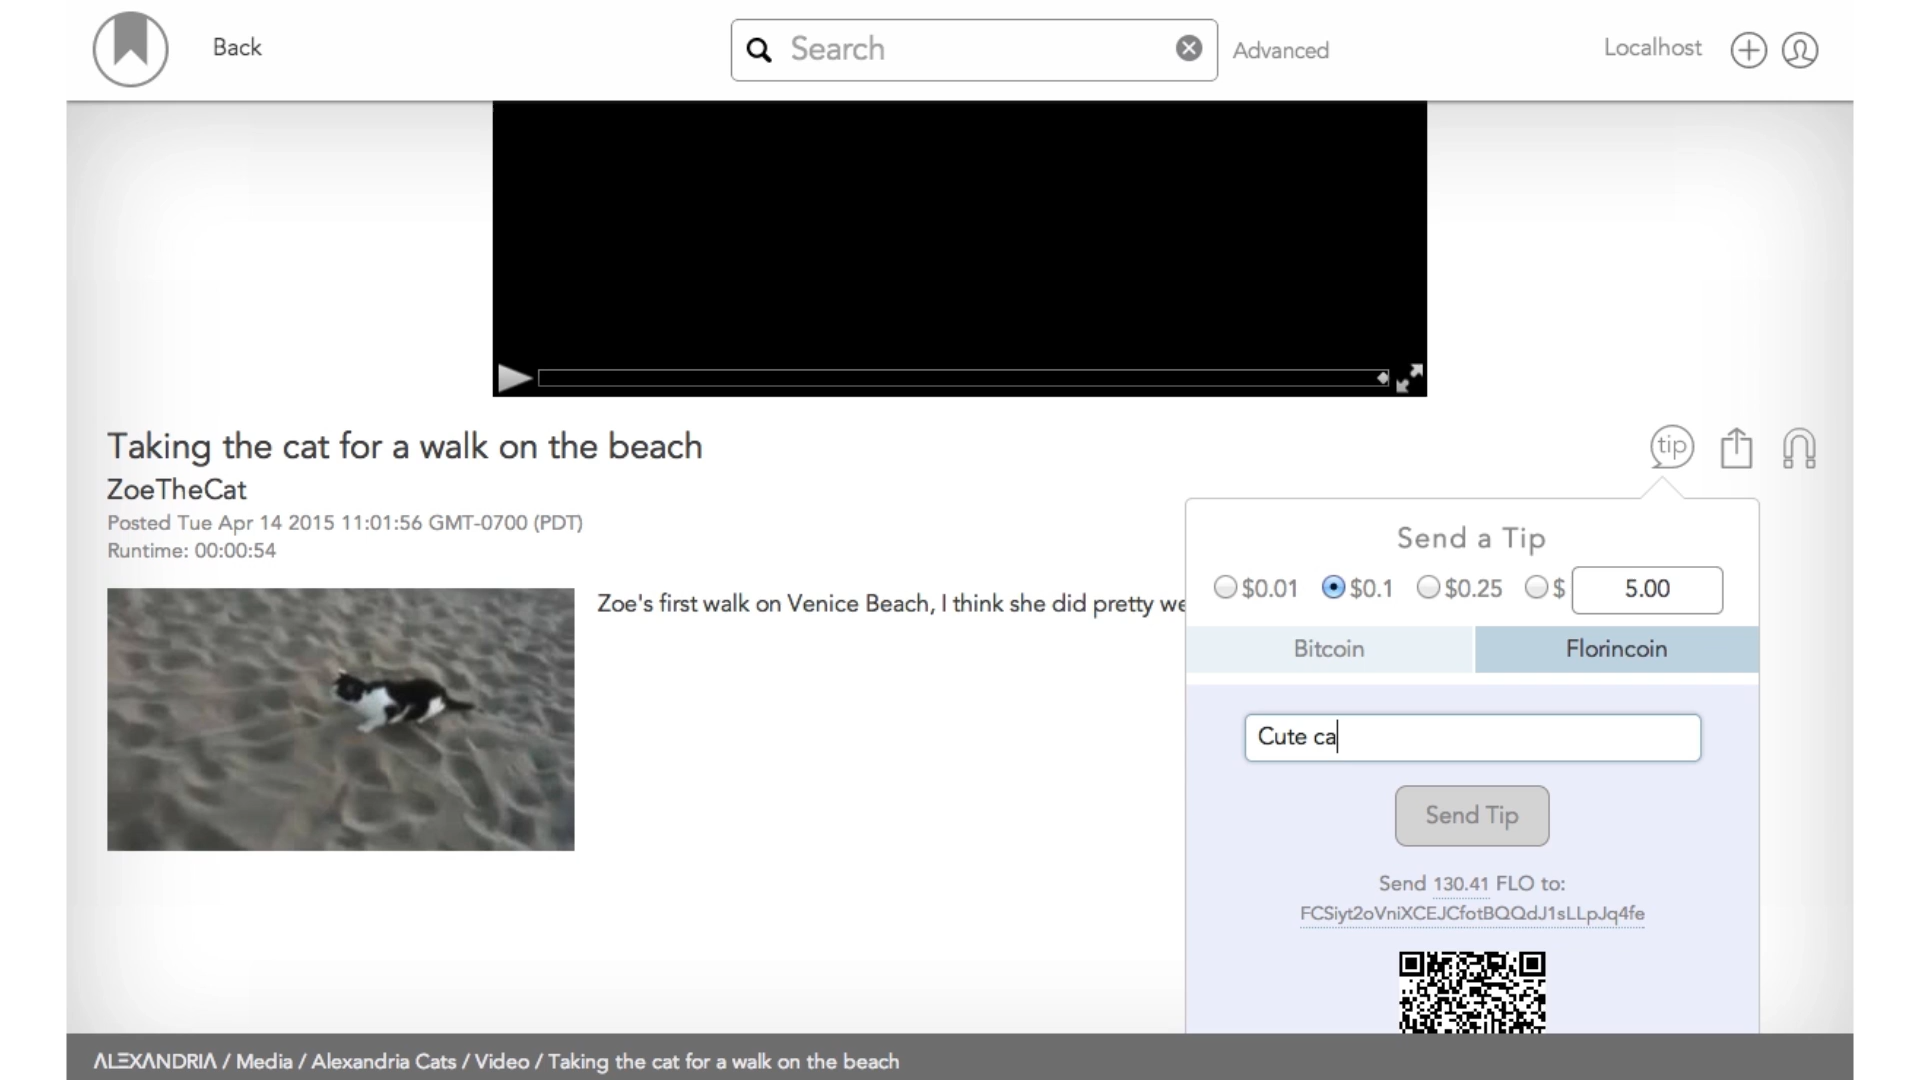 Back
Search
Advanced
Localhost
Taking the cat for a walk on the beach
tip
ZoeTheCat
Posted Tue Apr 14 2015 11:01:56 GMT-0700 (PDT)
Runtime: 00:00:54
Zoe's first walk on Venice Beach, I think she did pretty we
Send a Tip
$0.01 $0.1 $0.25 $ 5.00
Bitcoin Florincoin
Cute ca
Send Tip
Send 130.41 FLO to:
FCSiyt2oVniXCEJCfotBQQdJ1sLLpJq4fe
ALEXANDRIA / Media / Alexandria Cats / Video / Taking the cat for a walk on the beach